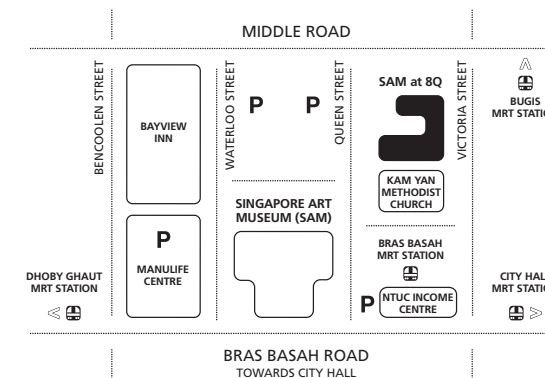 MIDDLE ROAD
BENCOOLEN STREET
WATERLOO STREET
QUEEN STREET
VICTORIA STREET
BAYVIEW
INN
P
P
SAM at 8Q
BUGIS
MRT STATIO
KAM YAN
METHODIST
CHURCH
SINGAPORE ART
MUSEUM (SAM)
P
MANULIFE
CENTRE
BRAS BASAH
MRT STATION
DHOBY GHAUT
MRT STATION
P
NTUC INCOME
CENTRE
CITY HAL
MRT STATIO
BRAS BASAH ROAD
TOWARDS CITY HALL